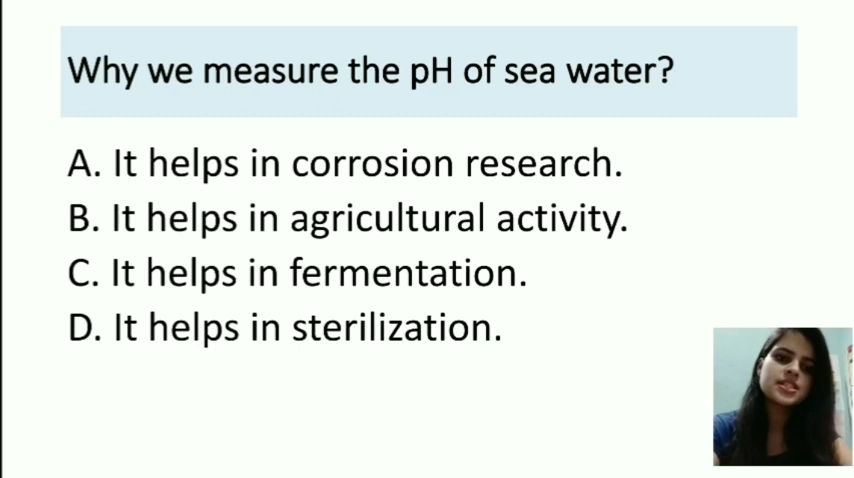 Why we measure the pH of sea water?
A. It helps in corrosion research.
B. It helps in agricultural activity.
C. It helps in fermentation.
D. It helps in sterilization.